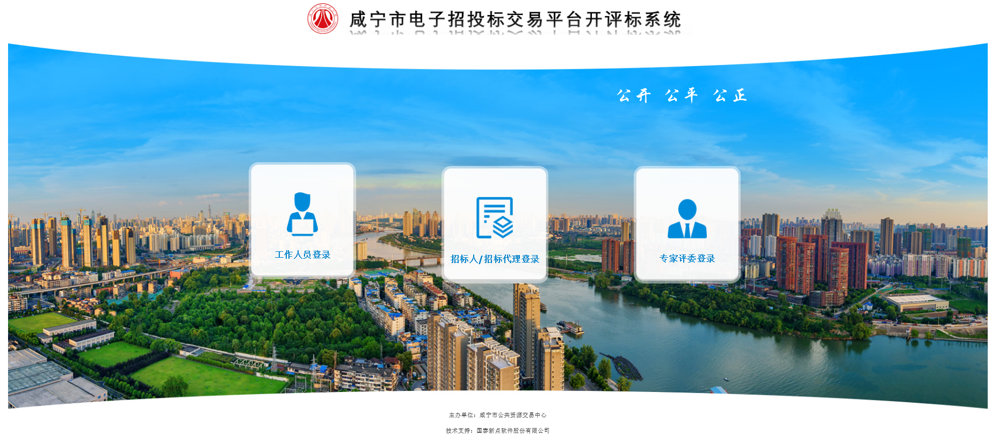 咸宁市电子招投标交易平台开评标系统
公开 公平 公正
工作人员登录
招标人/招标代理登录
专家评委登录
主办单位：咸宁市公共资源交易中心
技术支持：国泰新点软件股份有限公司